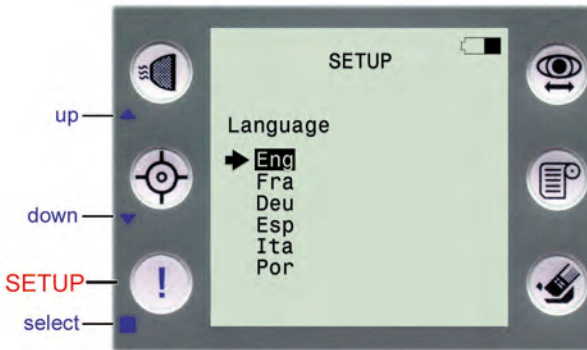 SETUP
up
Language
Eng
Fra
Deu
down
Esp
Ita
Por
SETUP
!
select